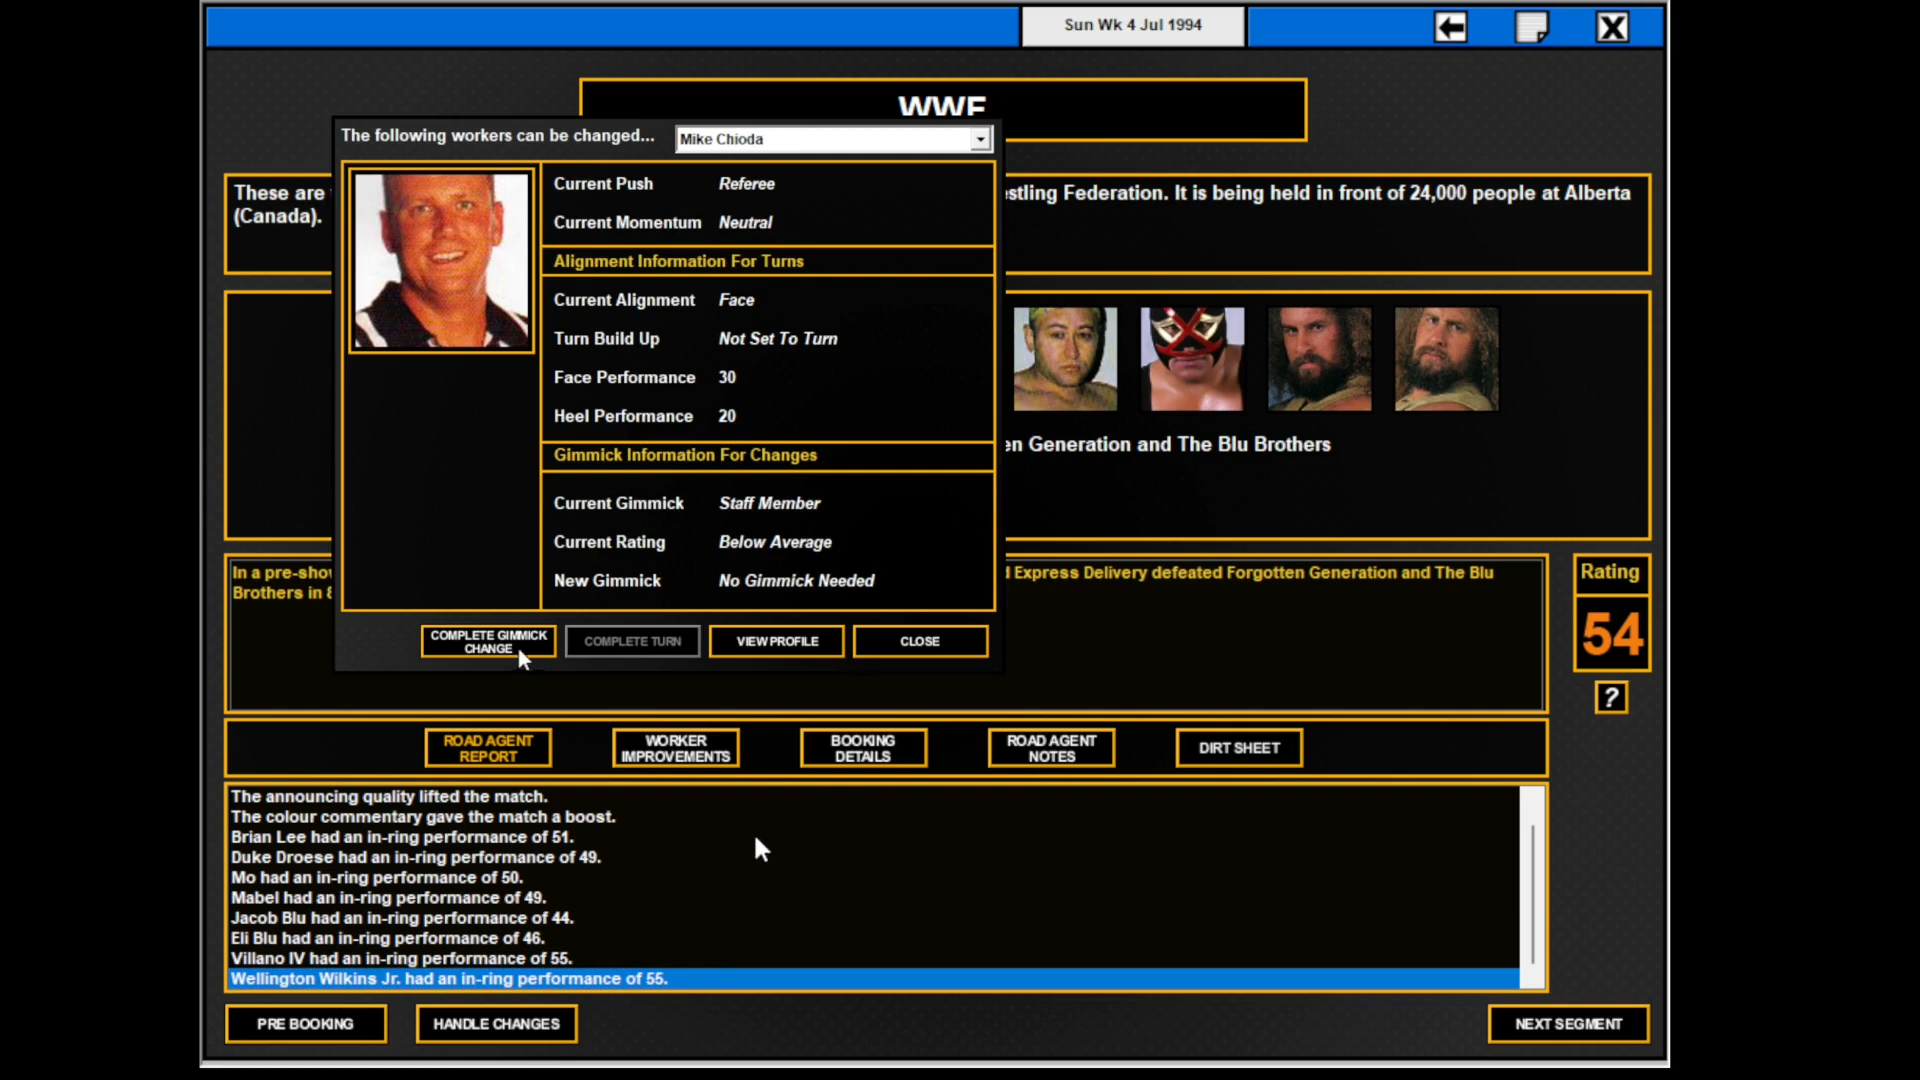 Sun Wk 4 Jul 1994
WWF
The following workers can be changed...
Mike Chioda
These are
stling Federation. It is being held in front of 24,000 people at Alberta
(Canada).
Current Push Referee
Current Momentum Neutral
Alignment Information For Turns
Current Alignment Face
Turn Build Up Not Set To Turn
Face Performance 30
Heel Performance 20
Gimmick Information For Changes
Current Gimmick Staff Member
Current Rating Below Average
New Gimmick No Gimmick Needed
en Generation and The Blu Brothers
In a pre-show
d Express Delivery defeated Forgotten Generation and The Blu
Brothers in 8
Rating
54
?
COMPLETE GIMMICK
CHANGE
COMPLETE TURN
VIEW PROFILE
CLOSE
ROAD AGENT
REPORT
WORKER
IMPROVEMENTS
BOOKING
DETAILS
ROAD AGENT
NOTES
DIRT SHEET
The announcing quality lifted the match.
The colour commentary gave the match a boost.
Brian Lee had an in-ring performance of 51.
Duke Droese had an in-ring performance of 49.
Mo had an in-ring performance of 50.
Mabel had an in-ring performance of 49.
Jacob Blu had an in-ring performance of 44.
Eli Blu had an in-ring performance of 46.
Villano IV had an in-ring performance of 55.
Wellington Wilkins Jr. had an in-ring performance of 55.
PRE BOOKING
HANDLE CHANGES
NEXT SEGMENT